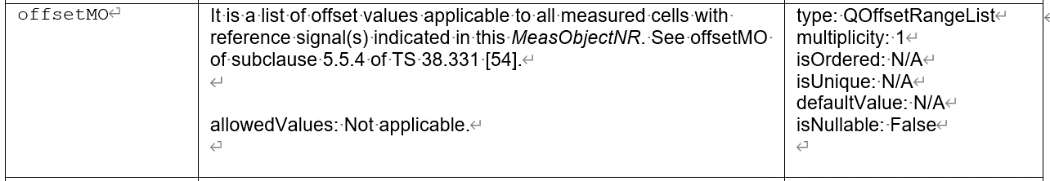 offsetMO
It is a list of offset values applicable to all measured cells with
reference signal(s) indicated in this MeasObjectNR. See offsetMO
of subclause 5.5.4 of TS 38.331 [54].
allowedValues: Not applicable.
type: QOffsetRangeList
multiplicity: 1
isOrdered: N/A
isUnique: N/A
defaultValue: N/A
isNullable: False